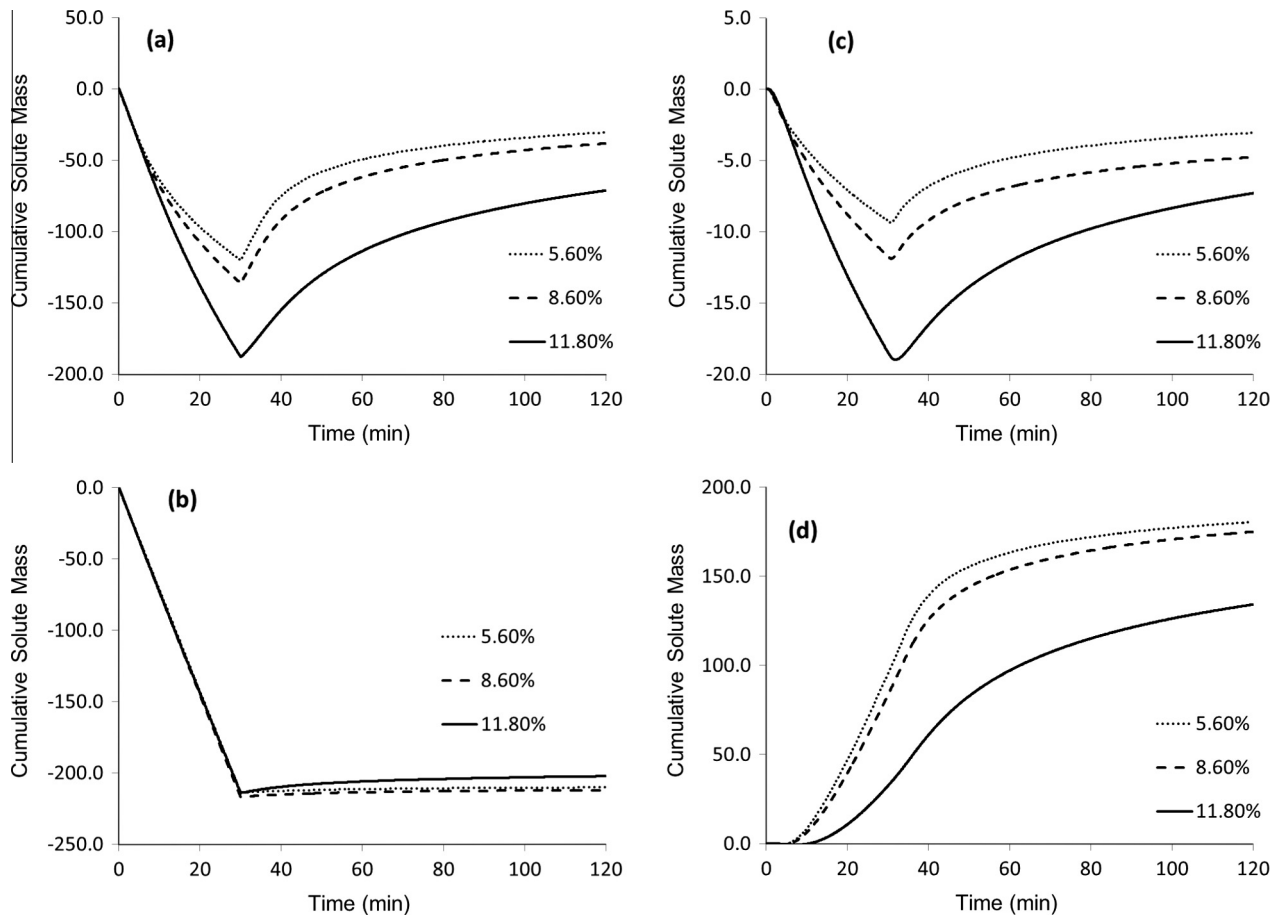 (a)
50.0
0.0
-50.0
-100.0
-150.0
-200.0
Cumulative Solute Mass
5.60%
8.60%
11.80%
0 20 40 60 80 100 120
Time (min)
(c)
5.0
0.0
-5.0
-10.0
-15.0
-20.0
Cumulative Solute Mass
5.60%
8.60%
11.80%
0 20 40 60 80 100 120
Time (min)
(b)
0.0
-50.0
-100.0
-150.0
-200.0
-250.0
Cumulative Solute Mass
5.60%
8.60%
11.80%
0 20 40 60 80 100 120
Time (min)
(d)
200.0
150.0
100.0
50.0
0.0
Cumulative Solute Mass
5.60%
8.60%
11.80%
0 20 40 60 80 100 120
Time (min)